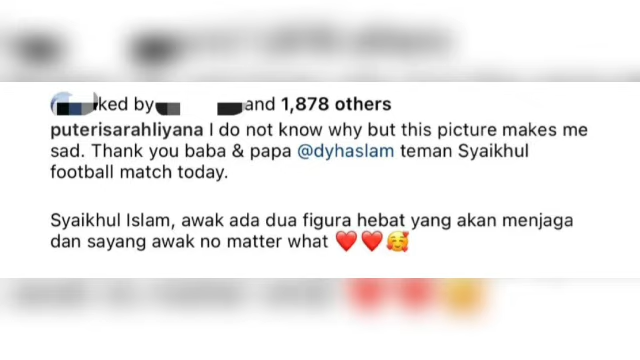 ked by and 1,878 others
puterisarahliyana I do not know why but this picture makes me
sad. Thank you baba & papa @dyhaslam teman Syaikhul
football match today.
Syaikhul Islam, awak ada dua figura hebat yang akan menjaga
dan sayang awak no matter what ❤️❤️🥰